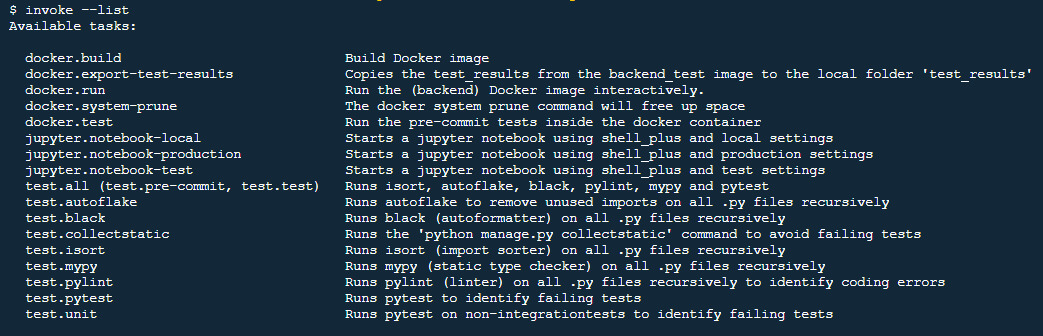 $ invoke --list
Available tasks:
docker.build Build Docker image
docker.export-test-results Copies the test_results from the backend_test image to the local folder 'test_results'
docker.run Run the (backend) Docker image interactively.
docker.system-prune The docker system prune command will free up space
docker.test Run the pre-commit tests inside the docker container
jupyter.notebook-local Starts a jupyter notebook using shell_plus and local settings
jupyter.notebook-production Starts a jupyter notebook using shell_plus and production settings
jupyter.notebook-test Starts a jupyter notebook using shell_plus and test settings
test.all (test.pre-commit, test.test) Runs isort, autoflake, black, pylint, mypy and pytest
test.autoflake Runs autoflake to remove unused imports on all .py files recursively
test.black Runs black (autoformatter) on all .py files recursively
test.collectstatic Runs the 'python manage.py collectstatic' command to avoid failing tests
test.isort Runs isort (import sorter) on all .py files recursively
test.mypy Runs mypy (static type checker) on all .py files recursively
test.pylint Runs pylint (linter) on all .py files recursively to identify coding errors
test.pytest Runs pytest to identify failing tests
test.unit Runs pytest on non-integrationtests to identify failing tests